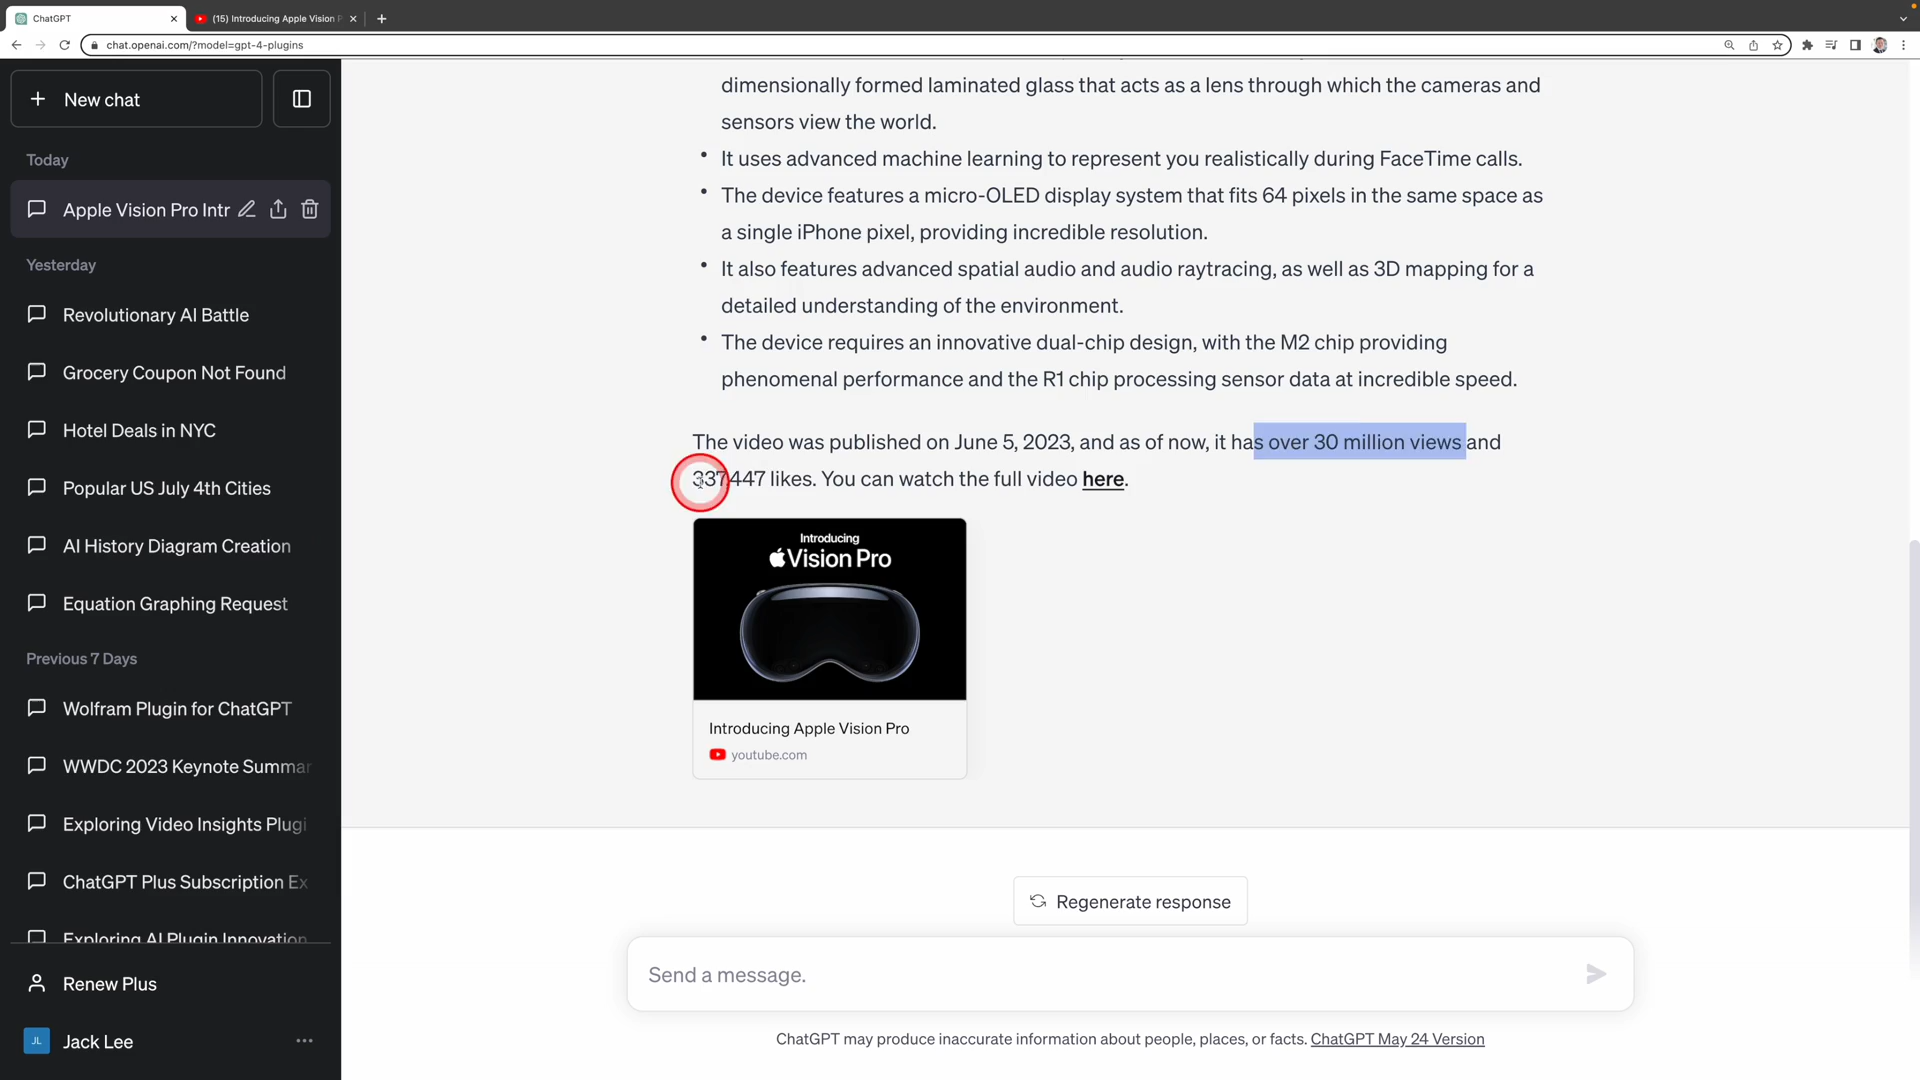 ChatGPT
(15) Introducing Apple Vision P
chat.openai.com/?model=gpt-4-plugins
New chat
Today
Apple Vision Pro Intr
Yesterday
Revolutionary AI Battle
Grocery Coupon Not Found
Hotel Deals in NYC
Popular US July 4th Cities
AI History Diagram Creation
Equation Graphing Request
Previous 7 Days
Wolfram Plugin for ChatGPT
WWDC 2023 Keynote Summar
Exploring Video Insights Plugi
ChatGPT Plus Subscription Ex
Exploring AI Plugin Innovation
Renew Plus
JL
Jack Lee
dimensionally formed laminated glass that acts as a lens through which the cameras and
sensors view the world.
• It uses advanced machine learning to represent you realistically during FaceTime calls.
• The device features a micro-OLED display system that fits 64 pixels in the same space as
a single iPhone pixel, providing incredible resolution.
• It also features advanced spatial audio and audio raytracing, as well as 3D mapping for a
detailed understanding of the environment.
• The device requires an innovative dual-chip design, with the M2 chip providing
phenomenal performance and the R1 chip processing sensor data at incredible speed.
The video was published on June 5, 2023, and as of now, it has over 30 million views and
337,447 likes. You can watch the full video here.
Introducing
Vision Pro
Introducing Apple Vision Pro
youtube.com
Regenerate response
Send a message.
ChatGPT may produce inaccurate information about people, places, or facts. ChatGPT May 24 Version